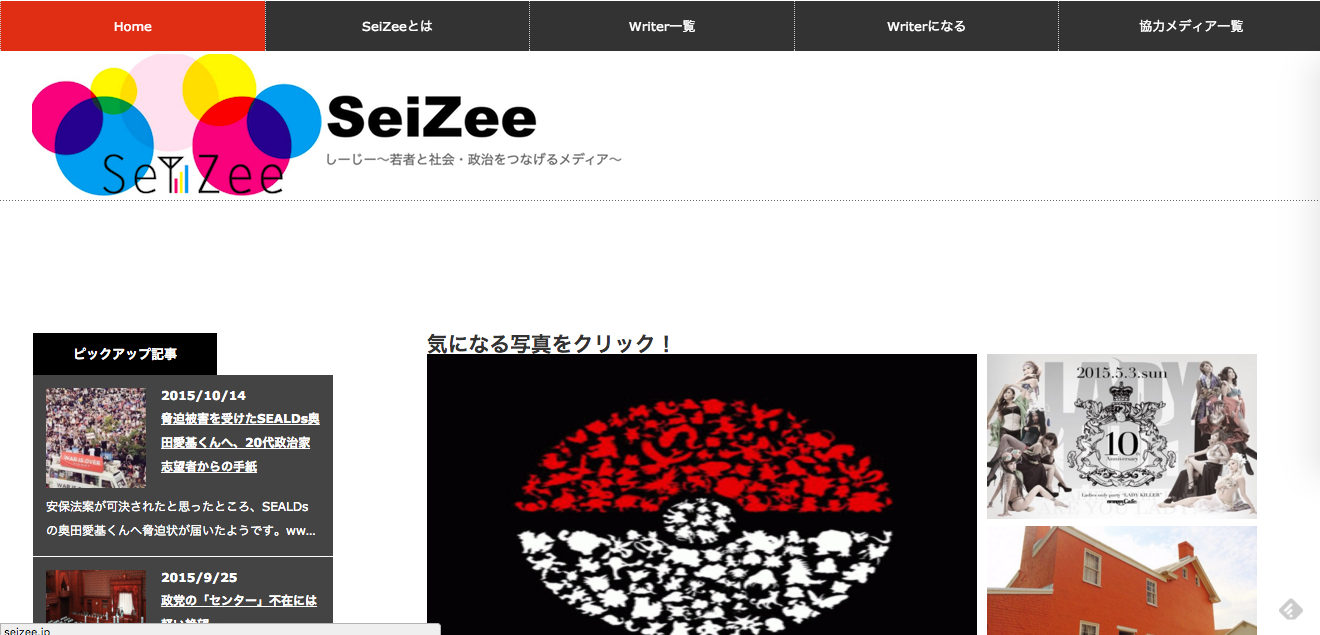 Home
SeiZeeとは
Writer一覧
Writerになる
協力メディア一覧
SeiZee
SeiZee
しーじー〜若者と社会・政治をつなげるメディア〜
ピックアップ記事
2015/10/14
脅迫被害を受けたSEALDs奥
田愛基くんへ、20代政治家
志望者からの手紙
WAR IS OVER
安保法案が可決されたと思ったところ、SEALDs
の奥田愛基くんへ脅迫状が届いたようです。ww...
2015/9/25
政党の「センター」不在には
気になる写真をクリック！
2015.5.3.sun
LADY
10
Anniversary
Ladies only party "LADY KILLER"
seizee.jp